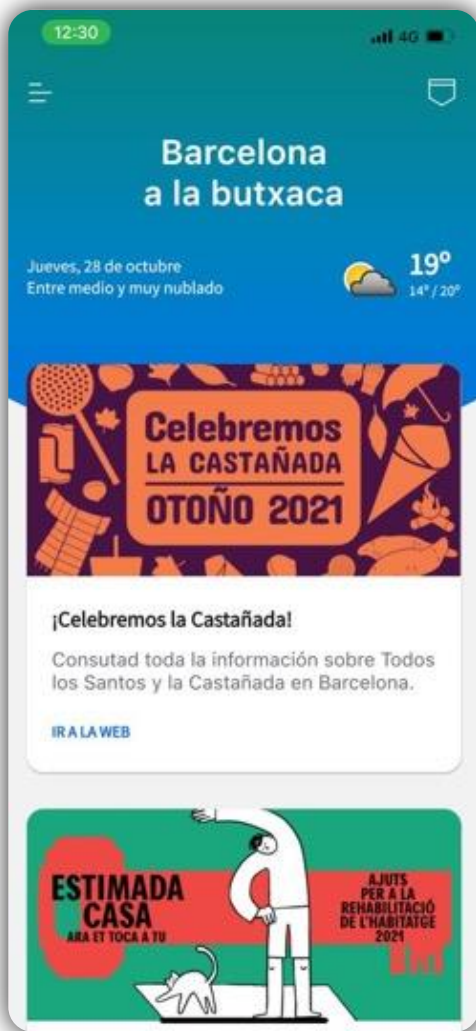 12:30
4G
Barcelona
a la butxaca
Jueves, 28 de octubre
Entre medio y muy nublado
19º
14º / 20º
Celebremos
LA CASTAÑADA
OTOÑO 2021
¡Celebremos la Castañada!
Consutad toda la información sobre Todos
los Santos y la Castañada en Barcelona.
IR A LA WEB
ESTIMADA
CASA
ARA ET TOCA A TU
AJUTS
PER A LA
REHABILITACIÓ
DE L'HABITATGE
2021